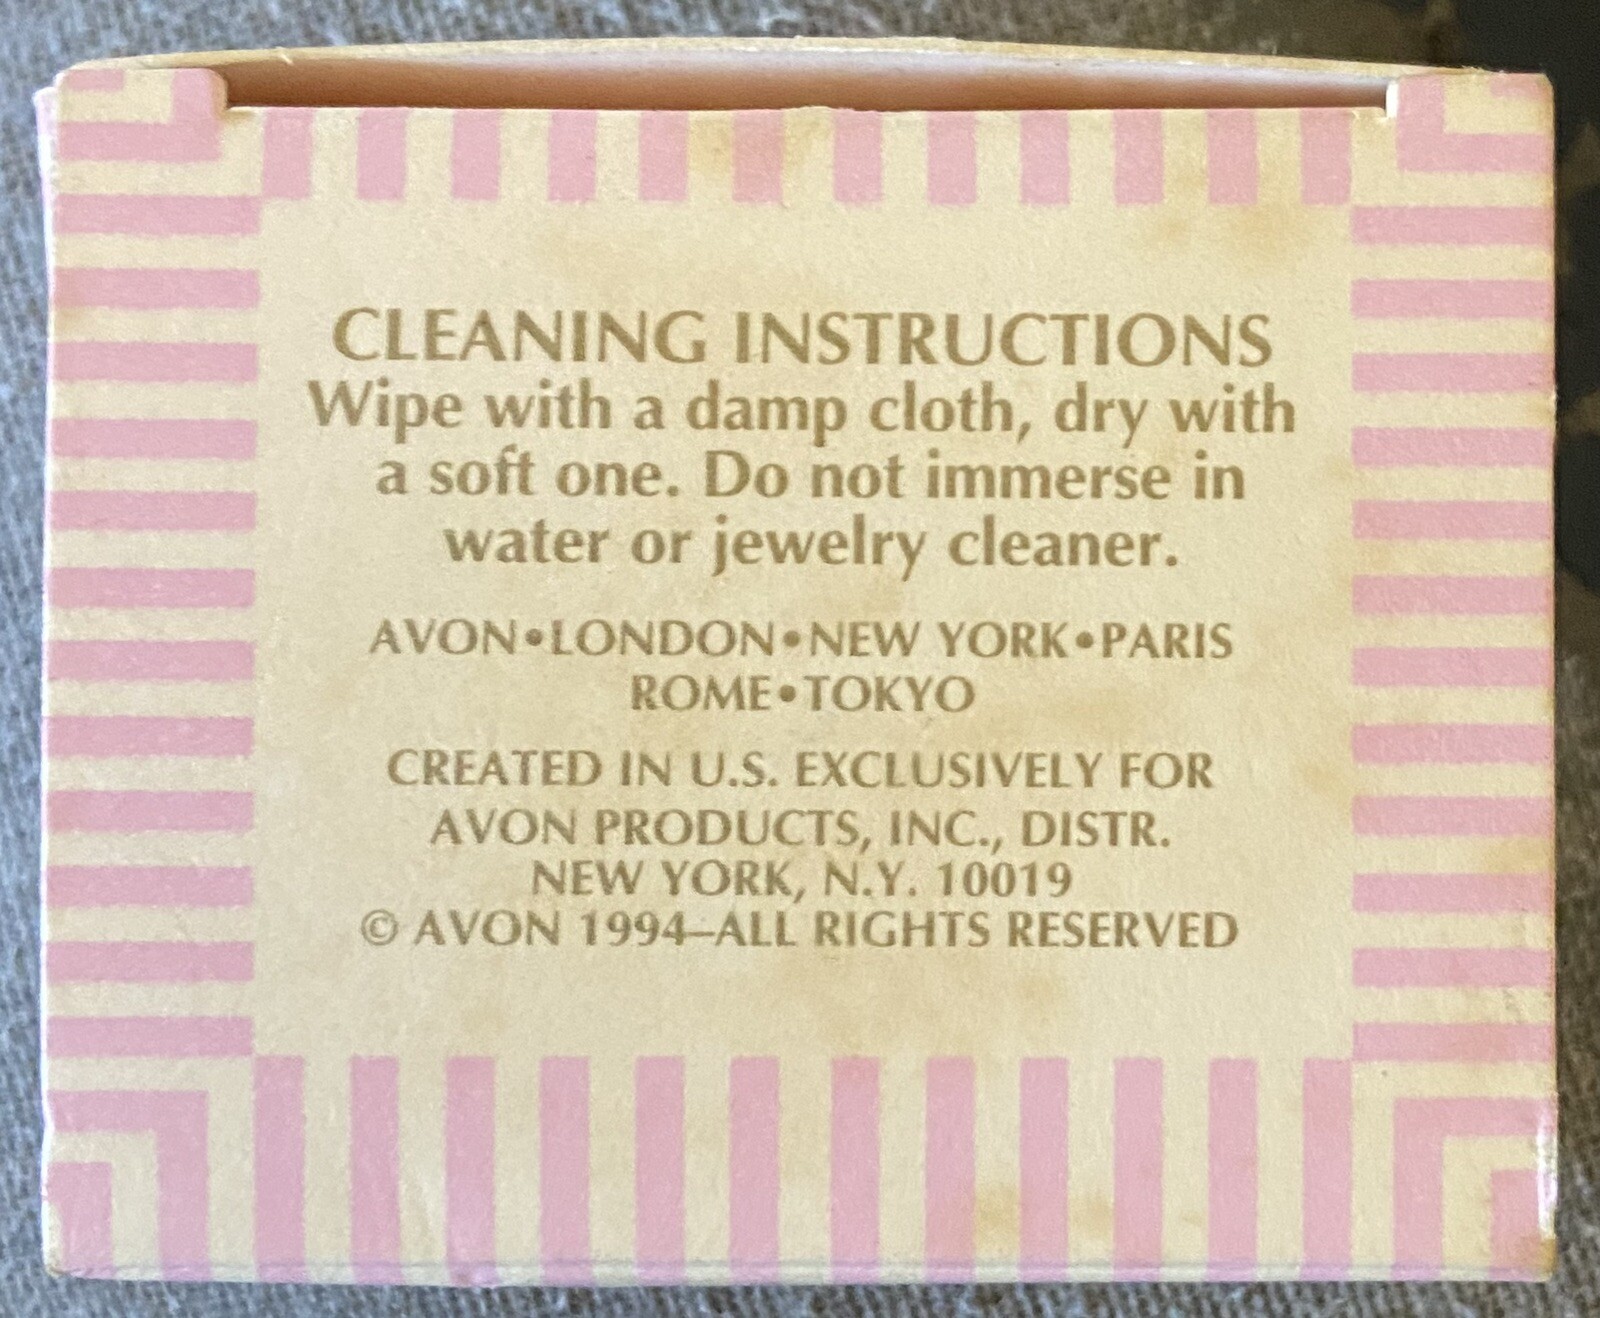 CLEANING INSTRUCTIONS
Wipe with a damp cloth, dry with
a soft one. Do not immerse in
water or jewelry cleaner.
AVON•LONDON•NEW YORK•PARIS
ROME•TOKYO
CREATED IN U.S. EXCLUSIVELY FOR
AVON PRODUCTS, INC., DISTR.
NEW YORK, N.Y. 10019
© AVON 1994–ALL RIGHTS RESERVED